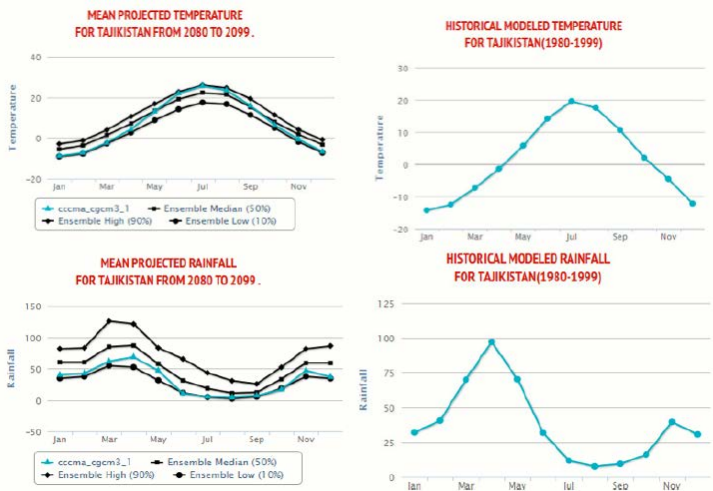 MEAN PROJECTED TEMPERATURE
FOR TAJIKISTAN FROM 2080 TO 2099 .
Temperature
40
20
0
−20
Jan
Mar
May
Jul
Sep
Nov
cccma_cgcm3_1
Ensemble Median (50%)
Ensemble High (90%)
Ensemble Low (10%)
HISTORICAL MODELED TEMPERATURE
FOR TAJIKISTAN(1980-1999)
Temperature
30
20
10
0
−10
−20
Jan
Mar
May
Jul
Sep
Nov
MEAN PROJECTED RAINFALL
FOR TAJIKISTAN FROM 2080 TO 2099 .
Rainfall
150
100
50
0
−50
Jan
Mar
May
Jul
Sep
Nov
cccma_cgcm3_1
Ensemble Median (50%)
Ensemble High (90%)
Ensemble Low (10%)
HISTORICAL MODELED RAINFALL
FOR TAJIKISTAN(1980-1999)
Rainfall
125
100
75
50
25
0
Jan
Mar
May
Jul
Sep
Nov